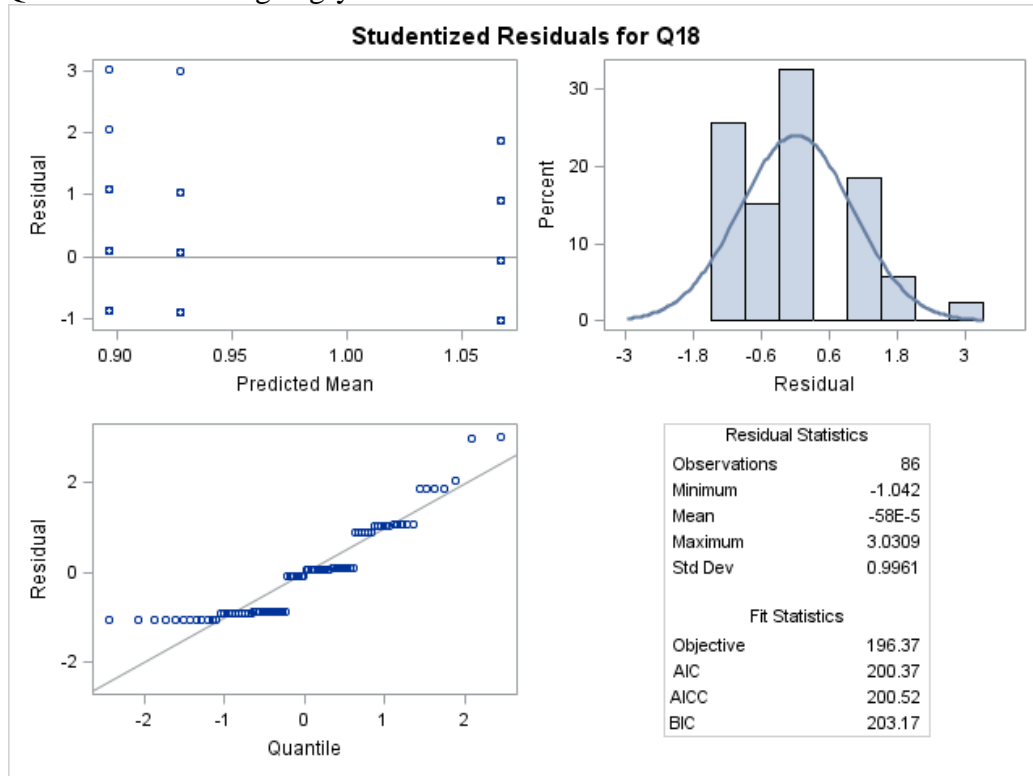 Studentized Residuals for Q18
3
2
1
0
-1
Residual
0.90 0.95 1.00 1.05
Predicted Mean
30
20
10
0
Percent
-3 -1.8 -0.6 0.6 1.8 3
Residual
2
0
-2
Residual
-2 -1 0 1 2
Quantile
Residual Statistics
Observations 86
Minimum -1.042
Mean -58E-5
Maximum 3.0309
Std Dev 0.9961
Fit Statistics
Objective 196.37
AIC 200.37
AICC 200.52
BIC 203.17